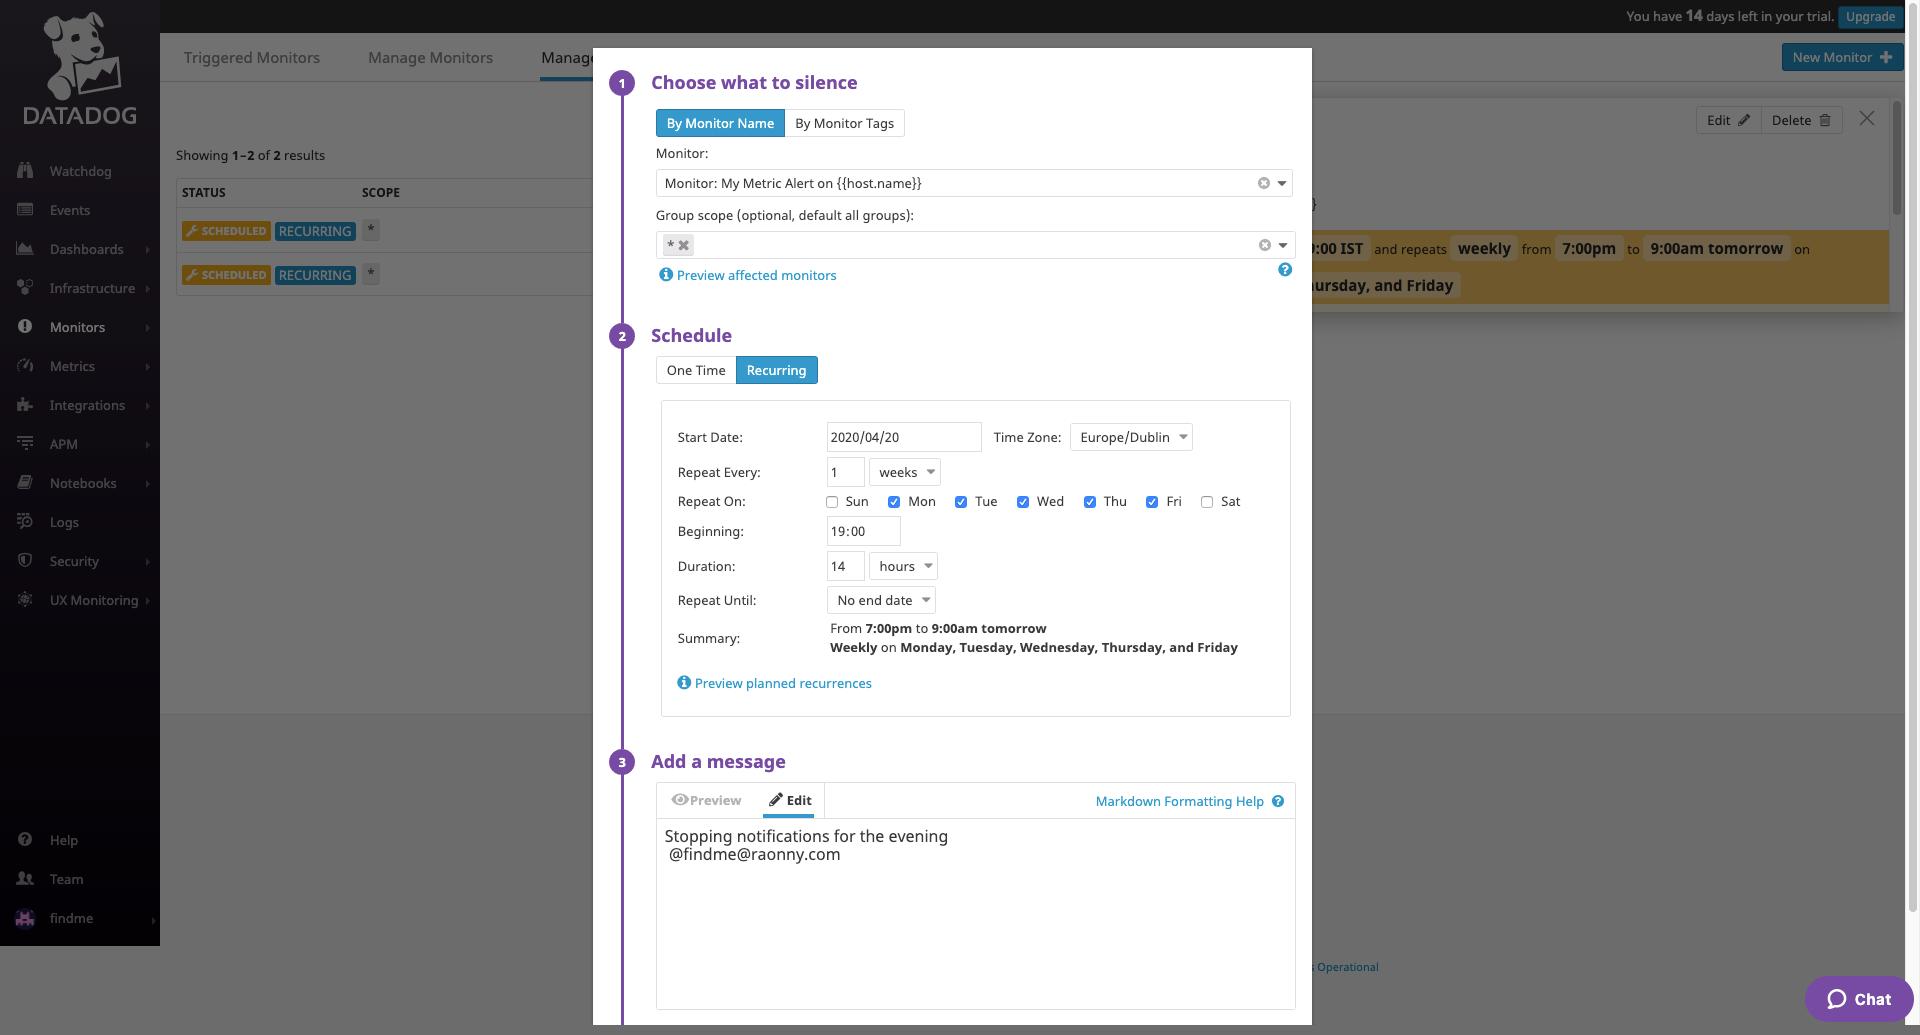 You have 14 days left in your trial. Upgrade
DATADOG
Watchdog
Events
Dashboards
Infrastructure
Monitors
Metrics
Integrations
APM
Notebooks
Logs
Security
UX Monitoring
Help
Team
findme
Triggered Monitors Manage Monitors Manage
New Monitor
Showing 1–2 of 2 results
STATUS SCOPE
SCHEDULED RECURRING *
SCHEDULED RECURRING *
1 Choose what to silence
By Monitor Name By Monitor Tags
Monitor:
Monitor: My Metric Alert on {{host.name}}
Group scope (optional, default all groups):
*
Preview affected monitors
2 Schedule
One Time Recurring
Start Date: 2020/04/20 Time Zone: Europe/Dublin
Repeat Every: 1 weeks
Repeat On: Sun Mon Tue Wed Thu Fri Sat
Beginning: 19:00
Duration: 14 hours
Repeat Until: No end date
Summary: From 7:00pm to 9:00am tomorrow
Weekly on Monday, Tuesday, Wednesday, Thursday, and Friday
Preview planned recurrences
3 Add a message
Preview Edit Markdown Formatting Help
Stopping notifications for the evening
@findme@raonny.com
Edit Delete
}
9:00 IST and repeats weekly from 7:00pm to 9:00am tomorrow on
ursday, and Friday
s Operational
Chat